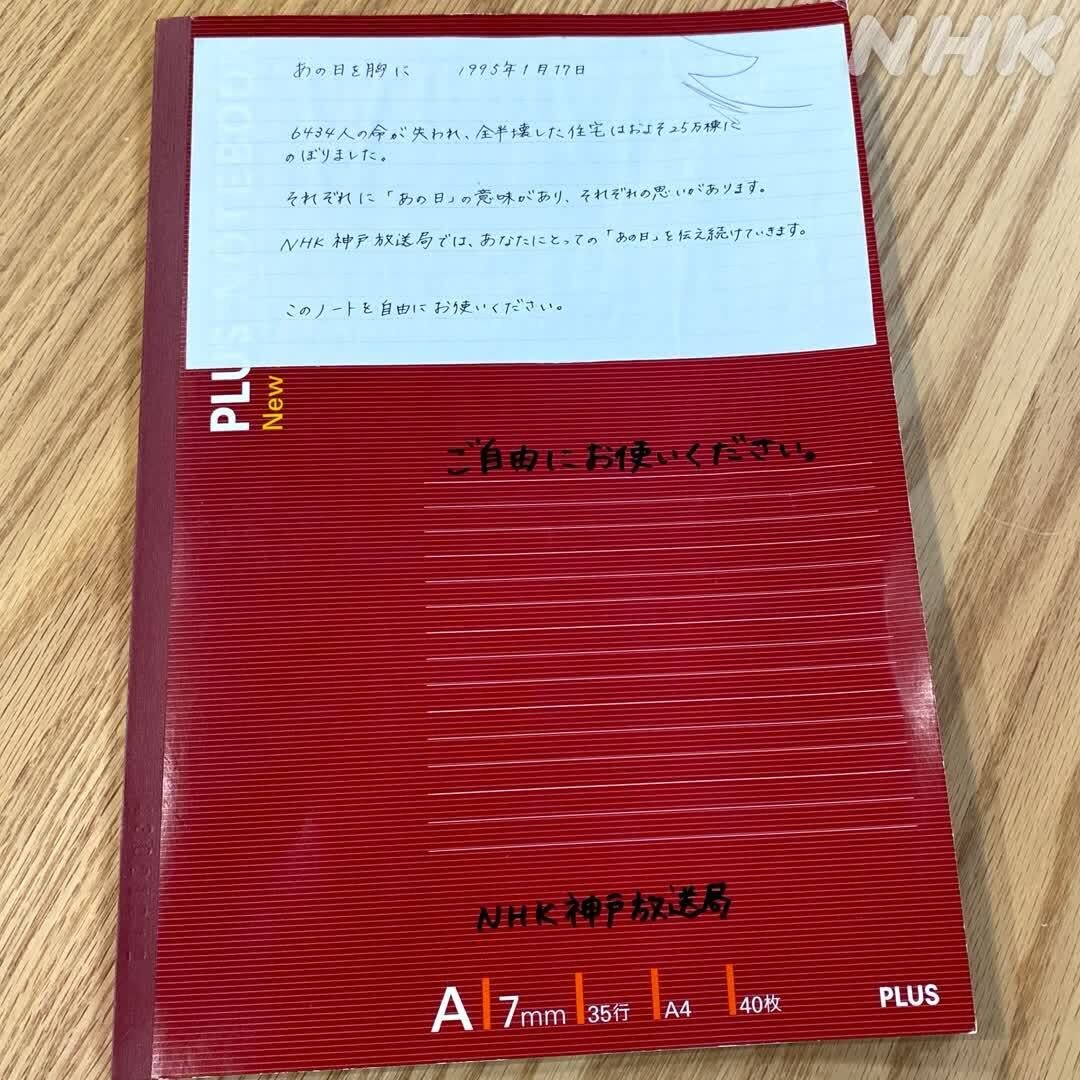 NHK
あの日を胸に 1995年1月17日
6434人の命が失われ、全半壊した住宅はおよそ25万棟に
のぼりました。
それぞれに「あの日」の意味があり、それぞれの思いがあります。
NHK神戸放送局では、あなたにとっての「あの日」を伝え続けていきます。
このノートを自由にお使いください。
PLUS NOTEBOO
New
ご自由にお使いください。
NHK神戸放送局
A 7mm 35行 A4 40枚
PLUS